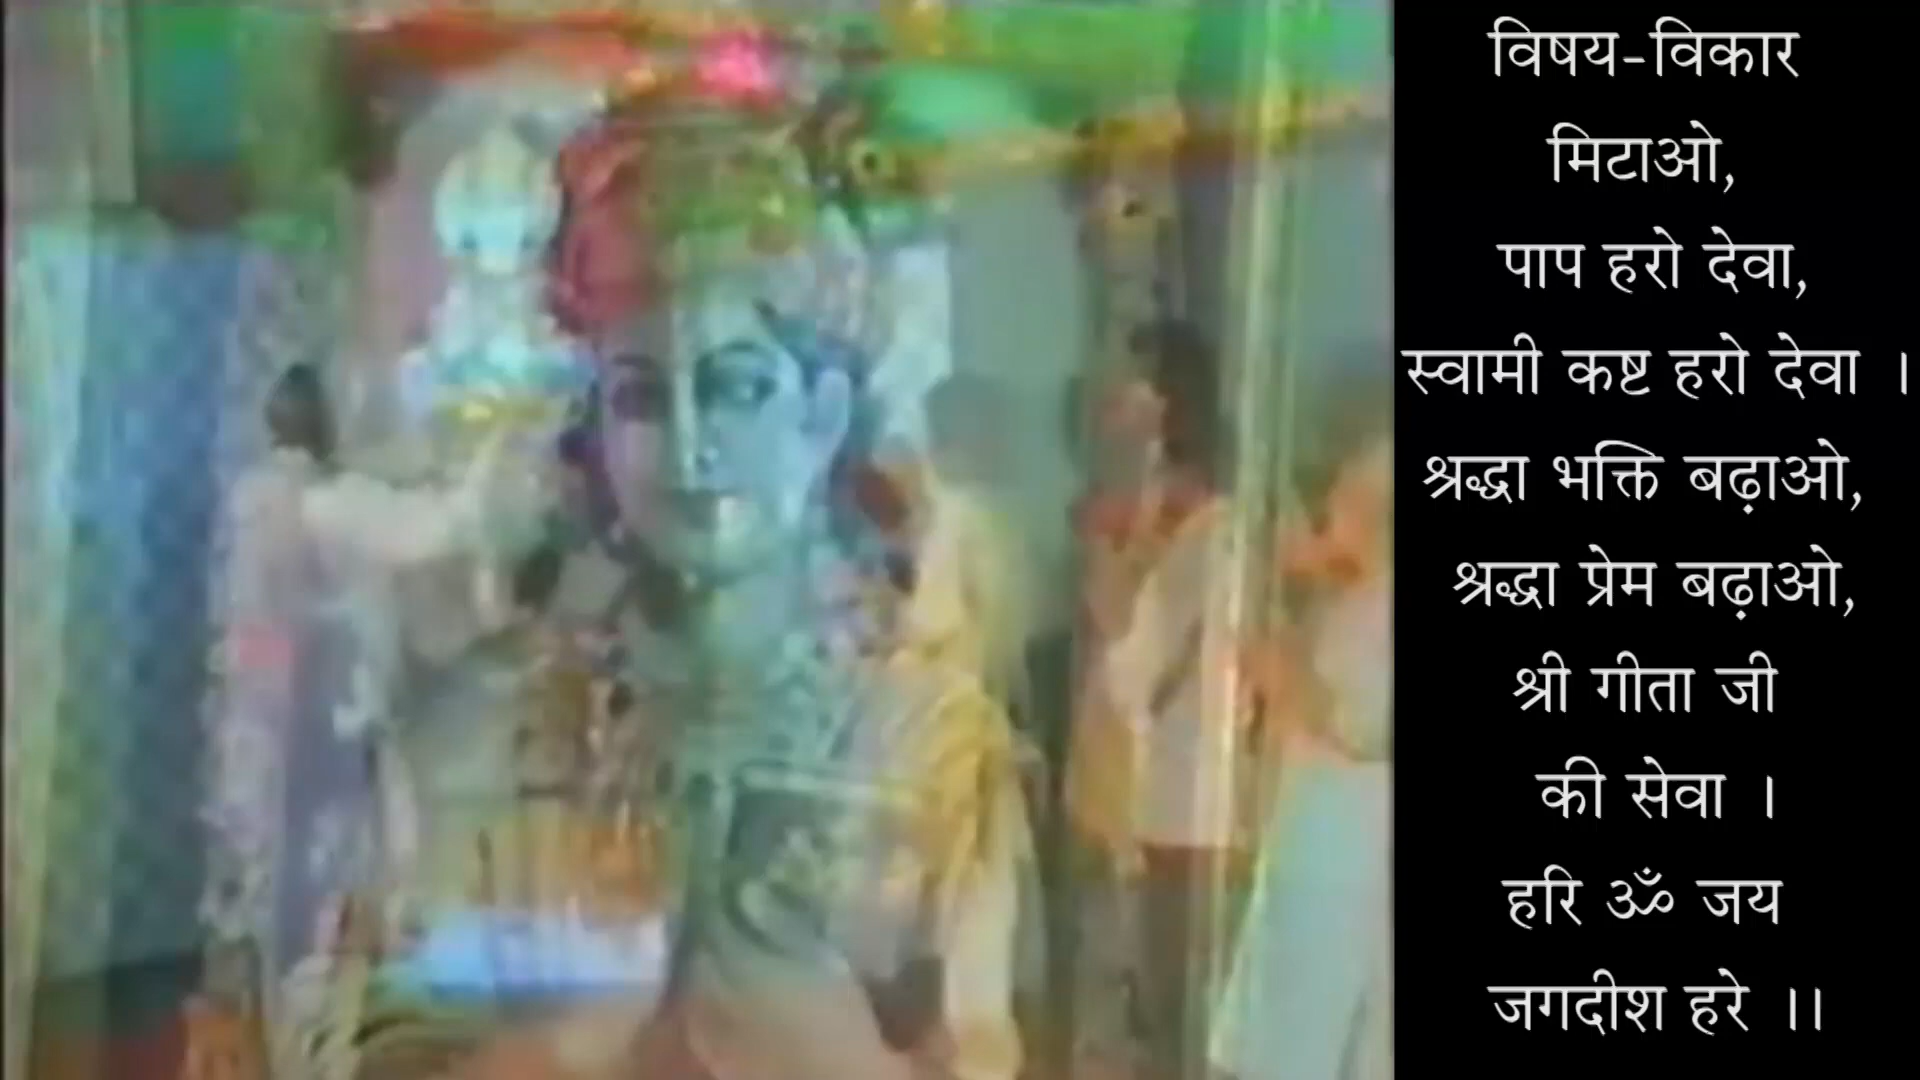 विषय-विकार
मिटाओ,
पाप हरो देवा,
स्वामी कष्ट हरो देवा ।
श्रद्धा भक्ति बढ़ाओ,
श्रद्धा प्रेम बढ़ाओ,
श्री गीता जी
की सेवा ।
हरि ॐ जय
जगदीश हरे ।।